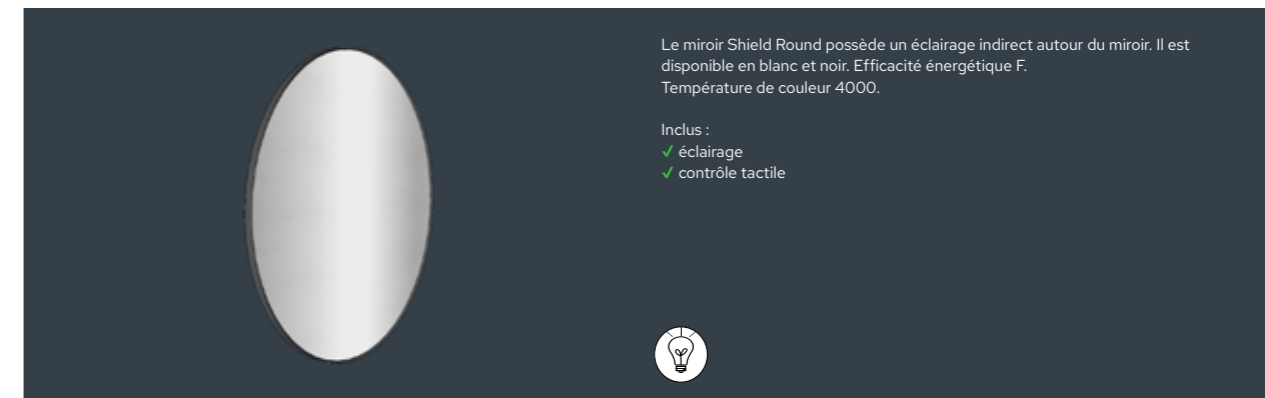 Le miroir Shield Round possède un éclairage indirect autour du miroir. Il est
disponible en blanc et noir. Efficacité énergétique F.
Température de couleur 4000.
Inclus :
✓ éclairage
✓ contrôle tactile